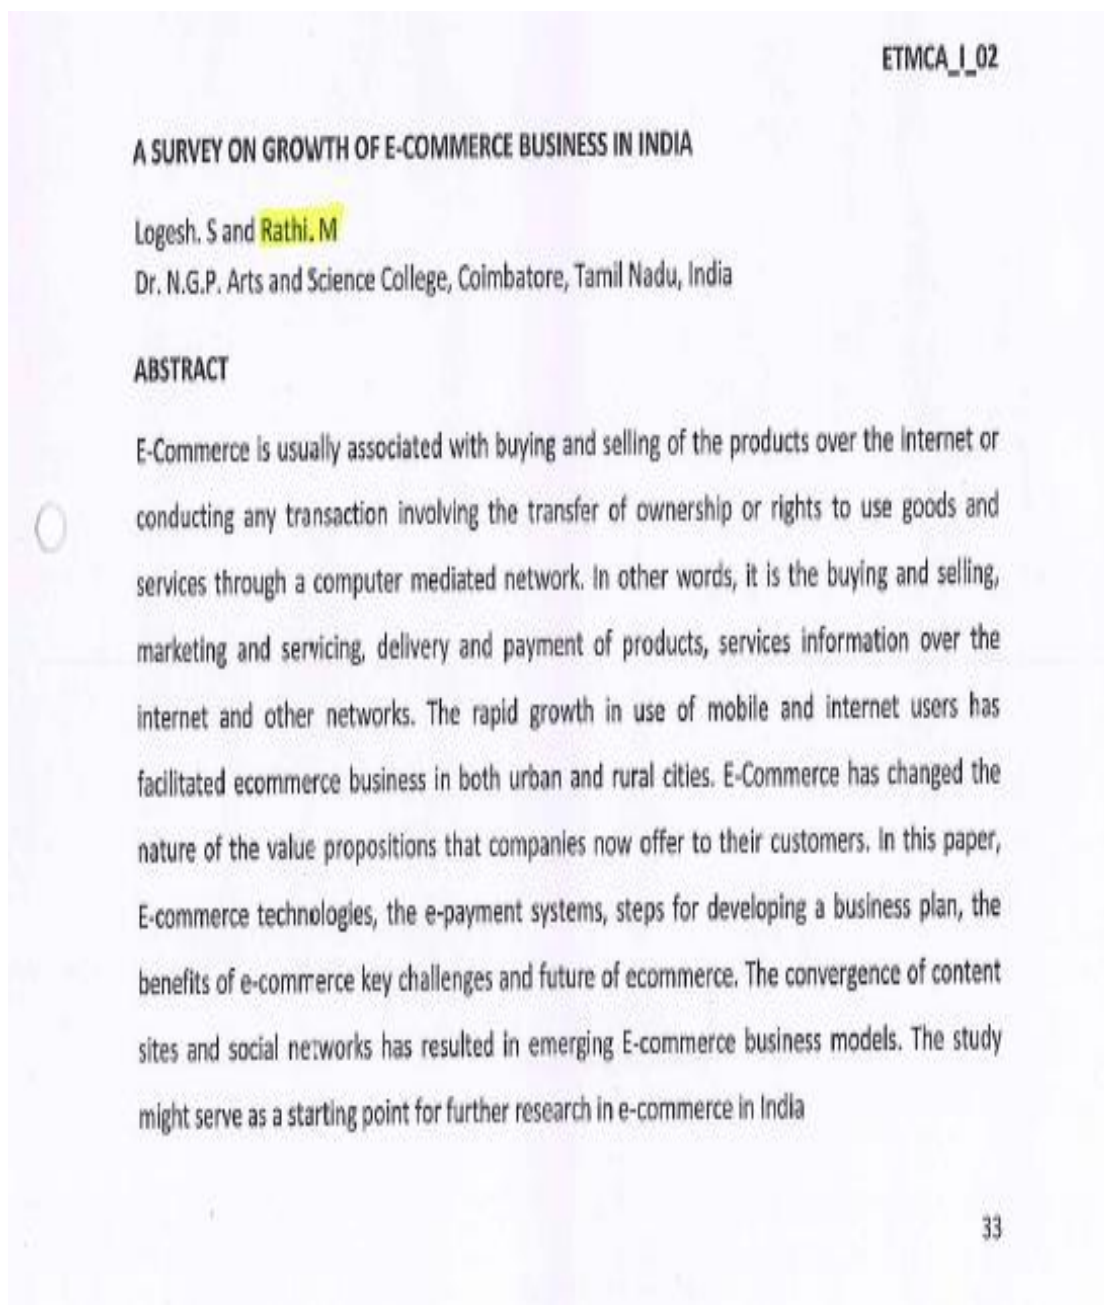 ETMCA_I_02
A SURVEY ON GROWTH OF E-COMMERCE BUSINESS IN INDIA
Logesh. S and Rathi. M
Dr. N.G.P. Arts and Science College, Coimbatore, Tamil Nadu, India
ABSTRACT
E-Commerce is usually associated with buying and selling of the products over the internet or
conducting any transaction involving the transfer of ownership or rights to use goods and
services through a computer mediated network. In other words, it is the buying and selling,
marketing and servicing, delivery and payment of products, services information over the
internet and other networks. The rapid growth in use of mobile and internet users has
facilitated ecommerce business in both urban and rural cities. E-Commerce has changed the
nature of the value propositions that companies now offer to their customers. In this paper,
E-commerce technologies, the e-payment systems, steps for developing a business plan, the
benefits of e-commerce key challenges and future of ecommerce. The convergence of content
sites and social networks has resulted in emerging E-commerce business models. The study
might serve as a starting point for further research in e-commerce in India
33